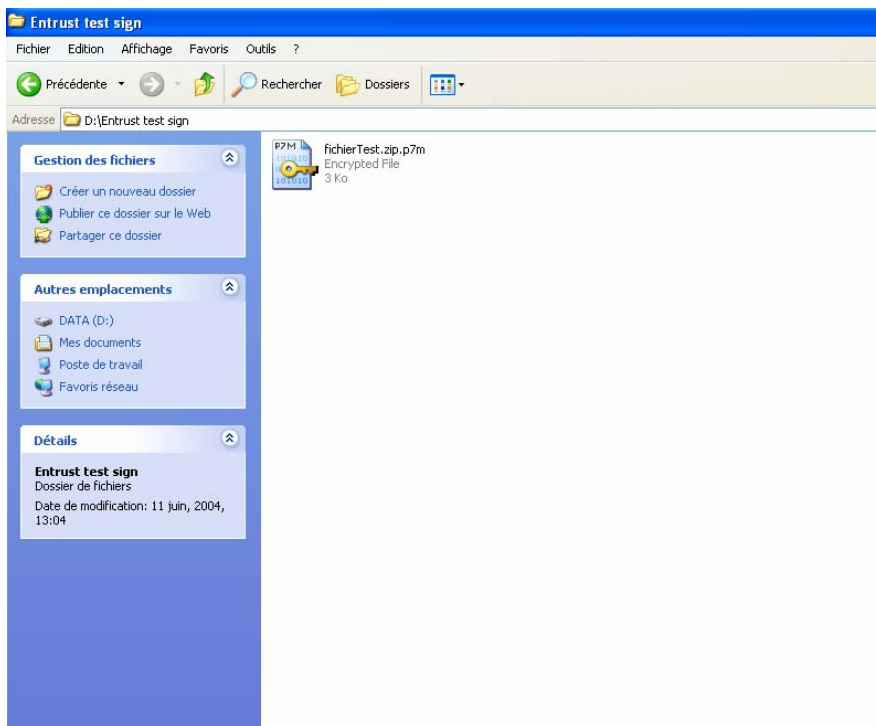 Entrust test sign
Fichier Edition Affichage Favoris Outils ?
Précédente Rechercher Dossiers
Adresse D:\Entrust test sign
Gestion des fichiers
Créer un nouveau dossier
Publier ce dossier sur le Web
Partager ce dossier
Autres emplacements
DATA (D:)
Mes documents
Poste de travail
Favoris réseau
Détails
Entrust test sign
Dossier de fichiers
Date de modification: 11 juin, 2004,
13:04
P7M
fichierTest.zip.p7m
Encrypted File
3 Ko